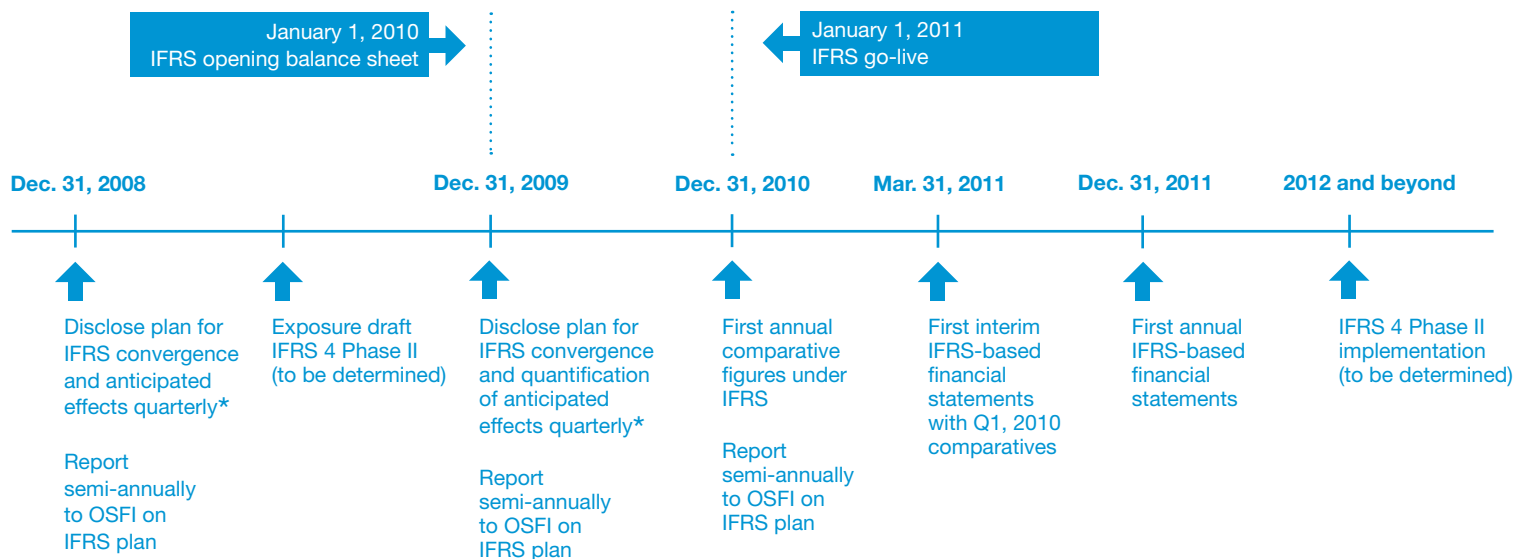 January 1, 2010
IFRS opening balance sheet
January 1, 2011
IFRS go-live
Dec. 31, 2008
Dec. 31, 2009
Dec. 31, 2010
Mar. 31, 2011
Dec. 31, 2011
2012 and beyond
Disclose plan for
IFRS convergence
and anticipated
effects quarterly*
Report
semi-annually
to OSFI on
IFRS plan
Exposure draft
IFRS 4 Phase II
(to be determined)
Disclose plan for
IFRS convergence
and quantification
of anticipated
effects quarterly*
Report
semi-annually
to OSFI on
IFRS plan
First annual
comparative
figures under
IFRS
Report
semi-annually
to OSFI on
IFRS plan
First interim
IFRS-based
financial
statements
with Q1, 2010
comparatives
First annual
IFRS-based
financial
statements
IFRS 4 Phase II
implementation
(to be determined)